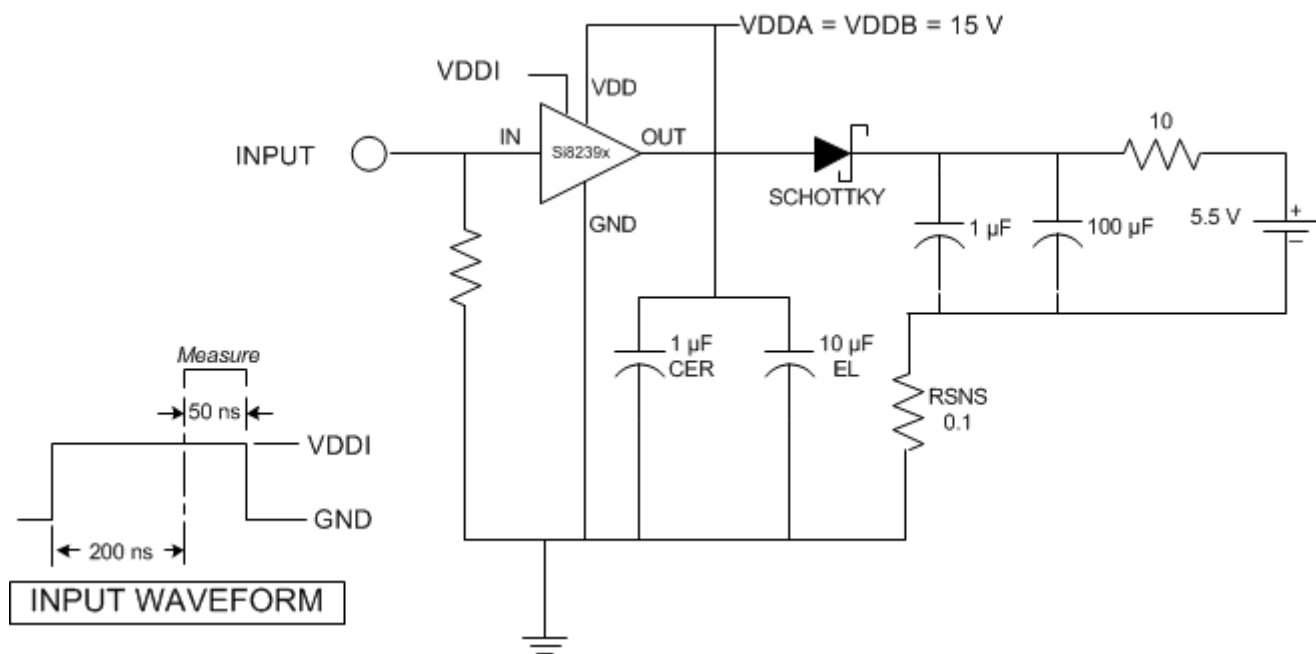 VDDA = VDDB = 15 V
VDDI
VDD
10
INPUT
IN
Si8239x
OUT
SCHOTTKY
GND
1 µF
100 µF
5.5 V
+
–
Measure
1 µF
CER
10 µF
EL
50 ns
RSNS
0.1
VDDI
GND
200 ns
INPUT WAVEFORM